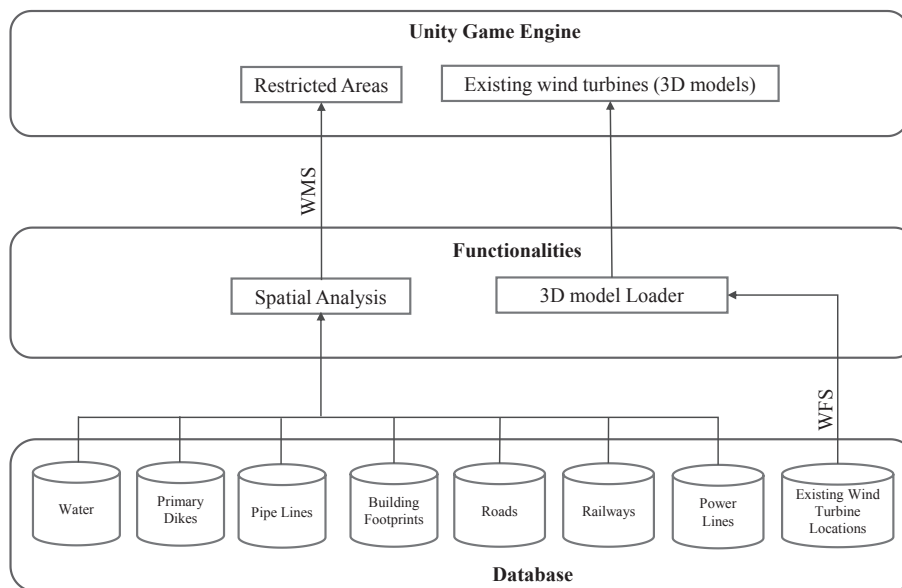 Unity Game Engine
Restricted Areas
Existing wind turbines (3D models)
WMS
Functionalities
Spatial Analysis
3D model Loader
WFS
Water
Primary
Dikes
Pipe Lines
Building
Footprints
Roads
Railways
Power
Lines
Existing Wind
Turbine
Locations
Database